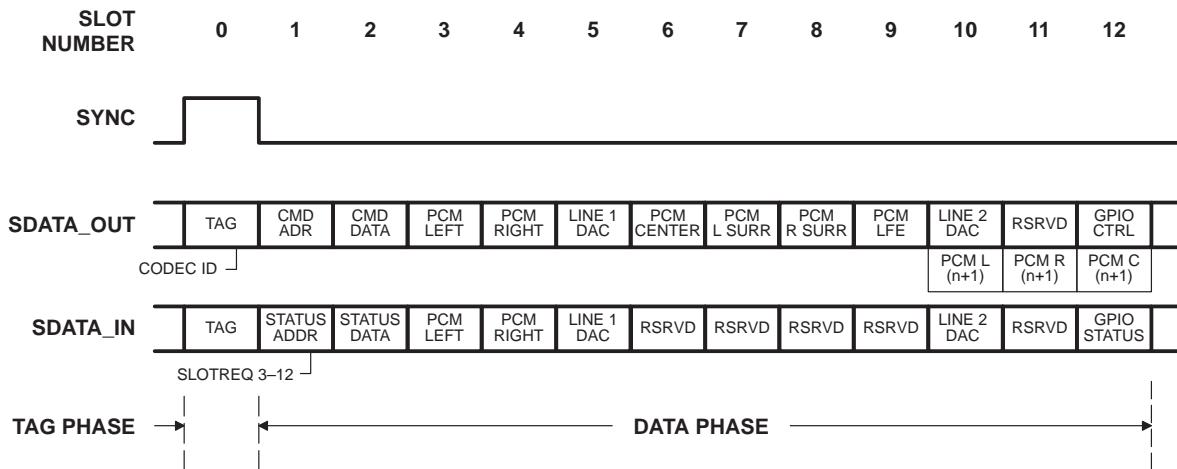 SLOT NUMBER 0 1 2 3 4 5 6 7 8 9 10 11 12
SYNC
SDATA_OUT TAG CMD ADR CMD DATA PCM LEFT PCM RIGHT LINE 1 DAC PCM CENTER PCM L SURR PCM R SURR PCM LFE LINE 2 DAC RSRVD GPIO CTRL
CODEC ID PCM L (n+1) PCM R (n+1) PCM C (n+1)
SDATA_IN TAG STATUS ADDR STATUS DATA PCM LEFT PCM RIGHT LINE 1 DAC RSRVD RSRVD RSRVD RSRVD LINE 2 DAC RSRVD GPIO STATUS
SLOTREQ 3–12
TAG PHASE DATA PHASE